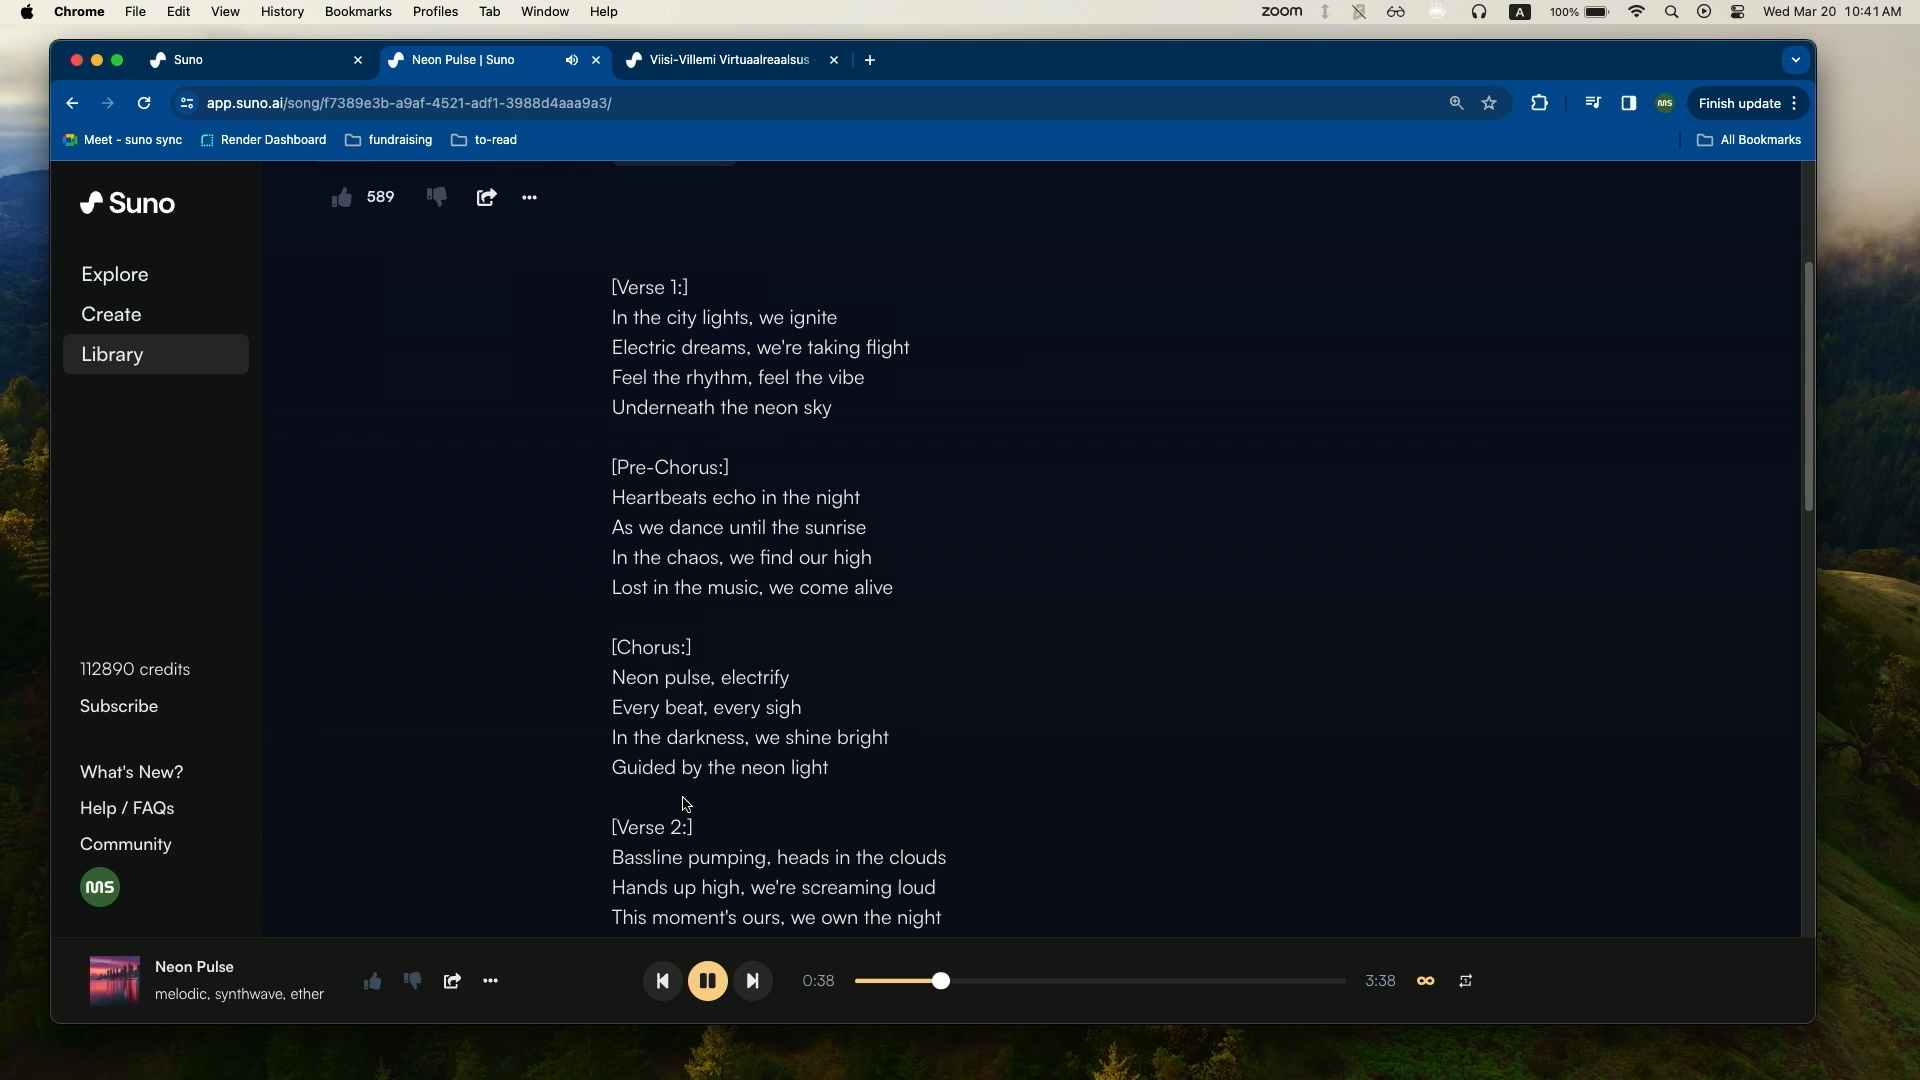 Chrome File Edit View History Bookmarks Profiles Tab Window Help zoom A 100% Wed Mar 20 10:41 AM
Suno Neon Pulse | Suno Viisi-Villemi Virtuaalreaalsus
app.suno.ai/song/f7389e3b-a9af-4521-adf1-3988d4aaa9a3/ MS Finish update
Meet - suno sync Render Dashboard fundraising to-read All Bookmarks
Suno
Explore
Create
Library
112890 credits
Subscribe
What's New?
Help / FAQs
Community
MS
589
[Verse 1:]
In the city lights, we ignite
Electric dreams, we're taking flight
Feel the rhythm, feel the vibe
Underneath the neon sky
[Pre-Chorus:]
Heartbeats echo in the night
As we dance until the sunrise
In the chaos, we find our high
Lost in the music, we come alive
[Chorus:]
Neon pulse, electrify
Every beat, every sigh
In the darkness, we shine bright
Guided by the neon light
[Verse 2:]
Bassline pumping, heads in the clouds
Hands up high, we're screaming loud
This moment's ours, we own the night
Neon Pulse
melodic, synthwave, ether
0:38 3:38